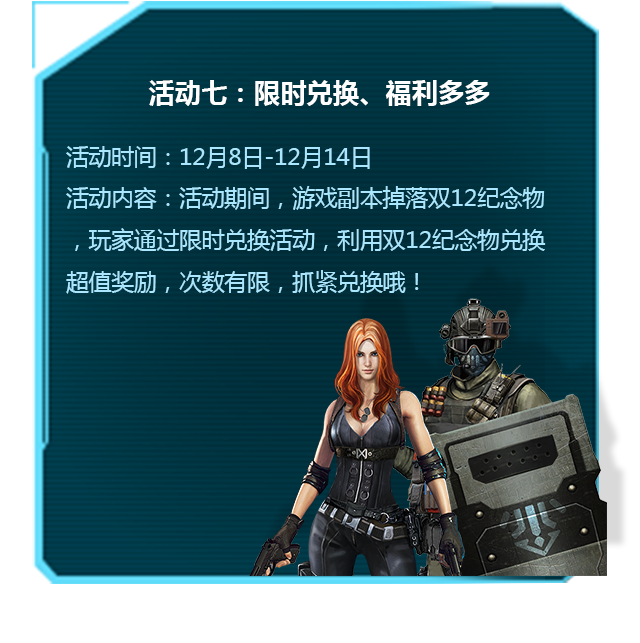 活动七：限时兑换、福利多多
活动时间：12月8日-12月14日
活动内容：活动期间，游戏副本掉落双12纪念物
，玩家通过限时兑换活动，利用双12纪念物兑换
超值奖励，次数有限，抓紧兑换哦！